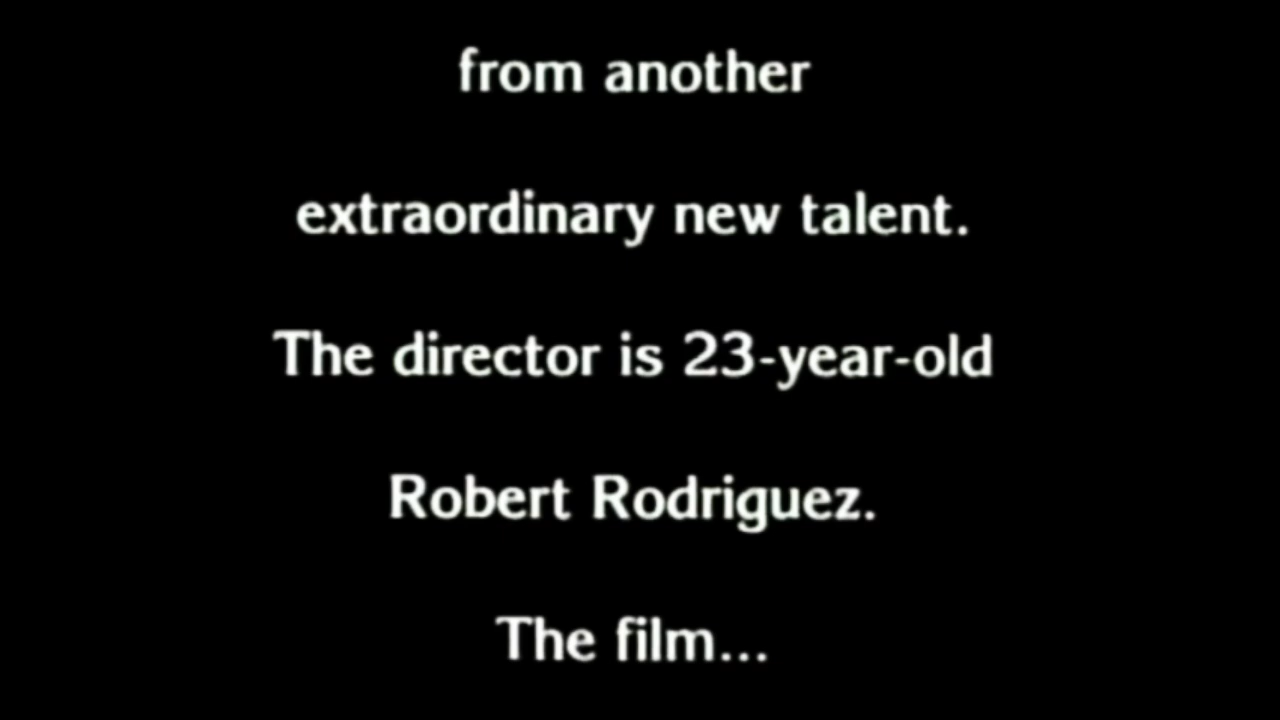 from another
extraordinary new talent.
The director is 23-year-old
Robert Rodriguez.
The film...